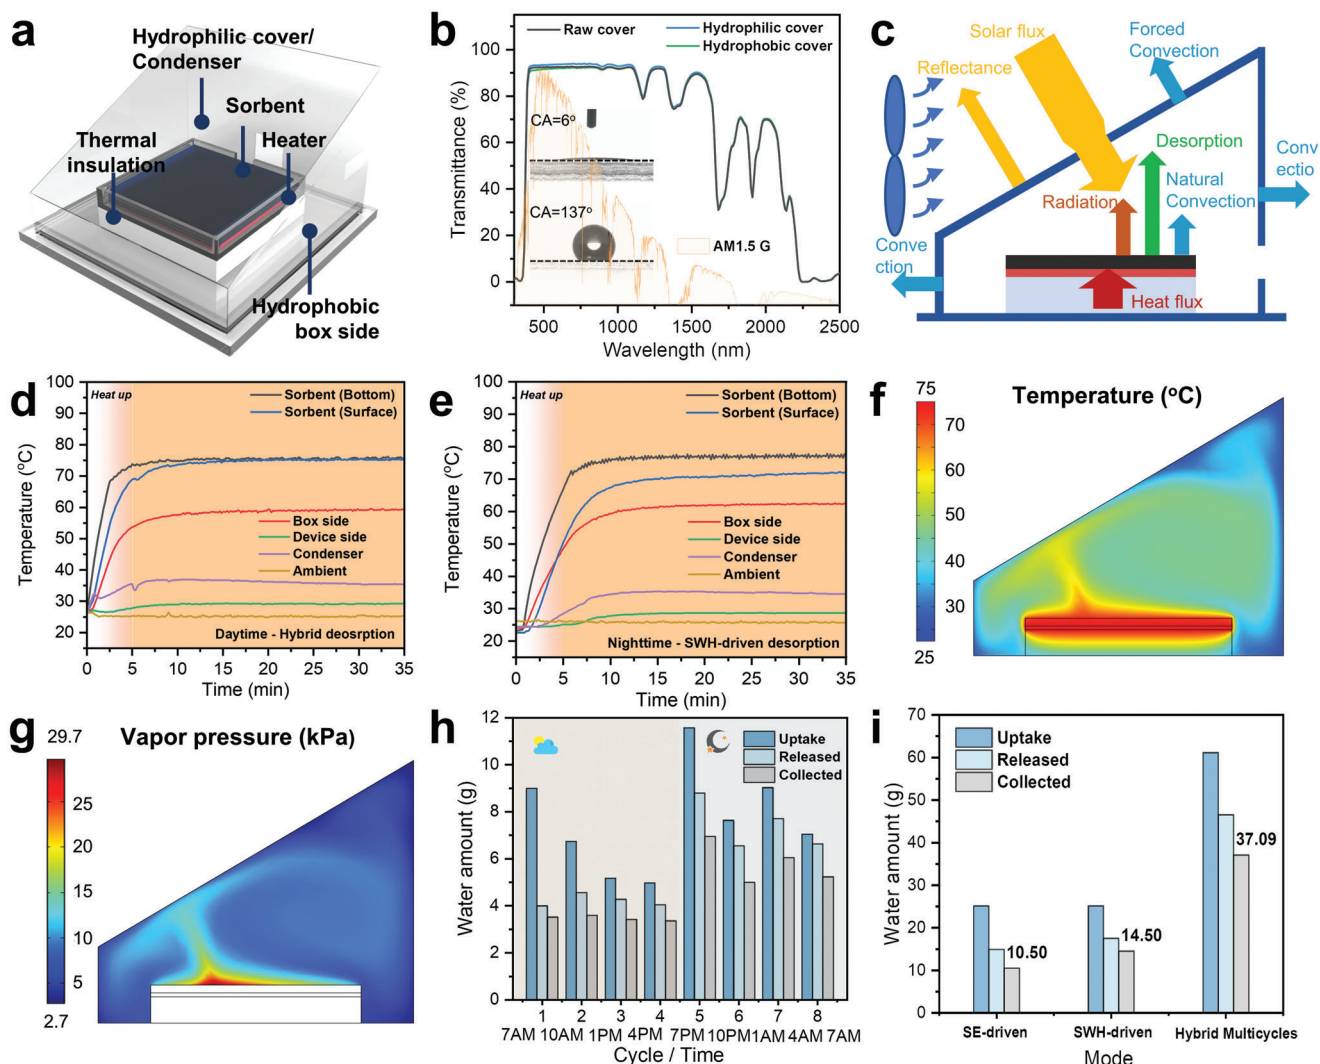 a
Hydrophilic cover/
Condenser
Sorbent
Thermal
insulation
Heater
Hydrophobic
box side
b
Raw cover
Hydrophilic cover
Hydrophobic cover
100
80
60
40
20
0
Transmittance (%)
CA=6°
CA=137°
AM1.5 G
500
1000
1500
2000
2500
Wavelength (nm)
c
Solar flux
Forced
Convection
Reflectance
Desorption
Conv
ectio
Radiation
Natural
Convection
Conve
ction
Heat flux
d
Heat up
Sorbent (Bottom)
Sorbent (Surface)
Box side
Device side
Condenser
Ambient
Daytime - Hybrid deosrption
100
90
80
70
60
50
40
30
20
Temperature (°C)
0
5
10
15
20
25
30
35
Time (min)
e
Heat up
Sorbent (Bottom)
Sorbent (Surface)
Box side
Device side
Condenser
Ambient
Nighttime - SWH-driven desorption
100
90
80
70
60
50
40
30
20
Temperature (°C)
0
5
10
15
20
25
30
35
Time (min)
f
Temperature (°C)
75
70
60
50
40
30
25
g
Vapor pressure (kPa)
29.7
25
20
15
10
5
2.7
h
Uptake
Released
Collected
12
10
8
6
4
2
0
Water amount (g)
1
2
3
4
5
6
7
8
7AM
10AM
1PM
4PM
7PM
10PM
1AM
4AM
7AM
Cycle / Time
i
Uptake
Released
Collected
70
60
50
40
30
20
10
0
Water amount (g)
10.50
14.50
37.09
SE-driven
SWH-driven
Hybrid Multicycles
Mode